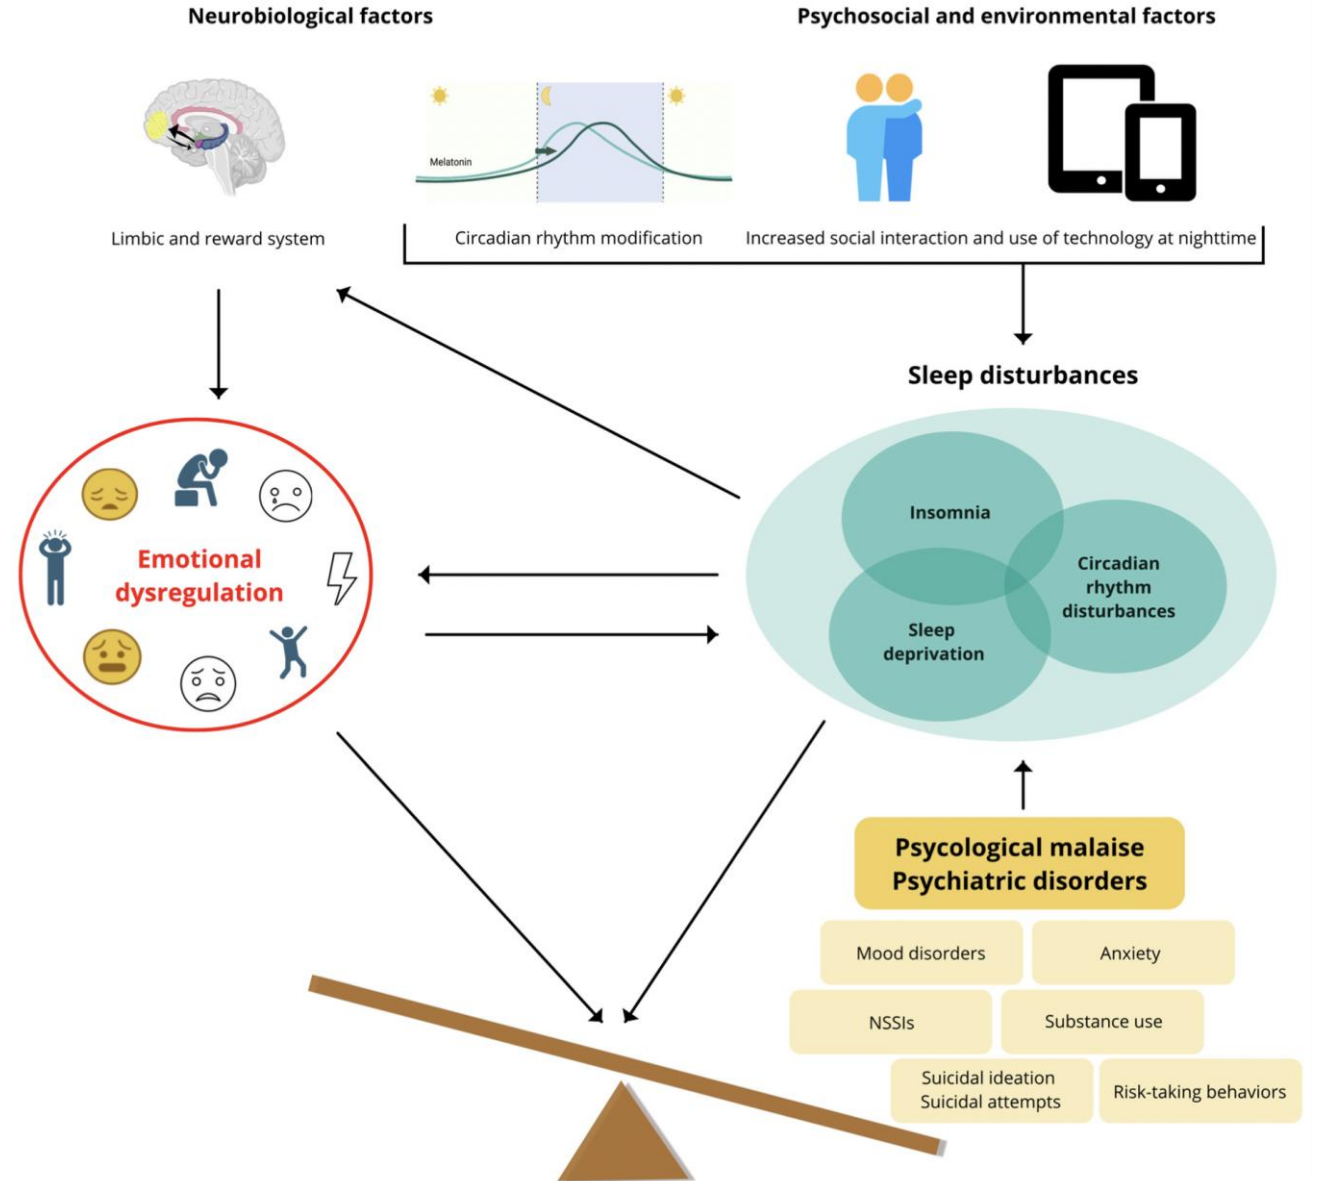 Neurobiological factors
Psychosocial and environmental factors
Melatonin
Limbic and reward system
Circadian rhythm modification
Increased social interaction and use of technology at nighttime
Sleep disturbances
Insomnia
Circadian
rhythm
disturbances
Sleep
deprivation
Emotional
dysregulation
Psycological malaise
Psychiatric disorders
Mood disorders
Anxiety
NSSIs
Substance use
Suicidal ideation
Suicidal attempts
Risk-taking behaviors